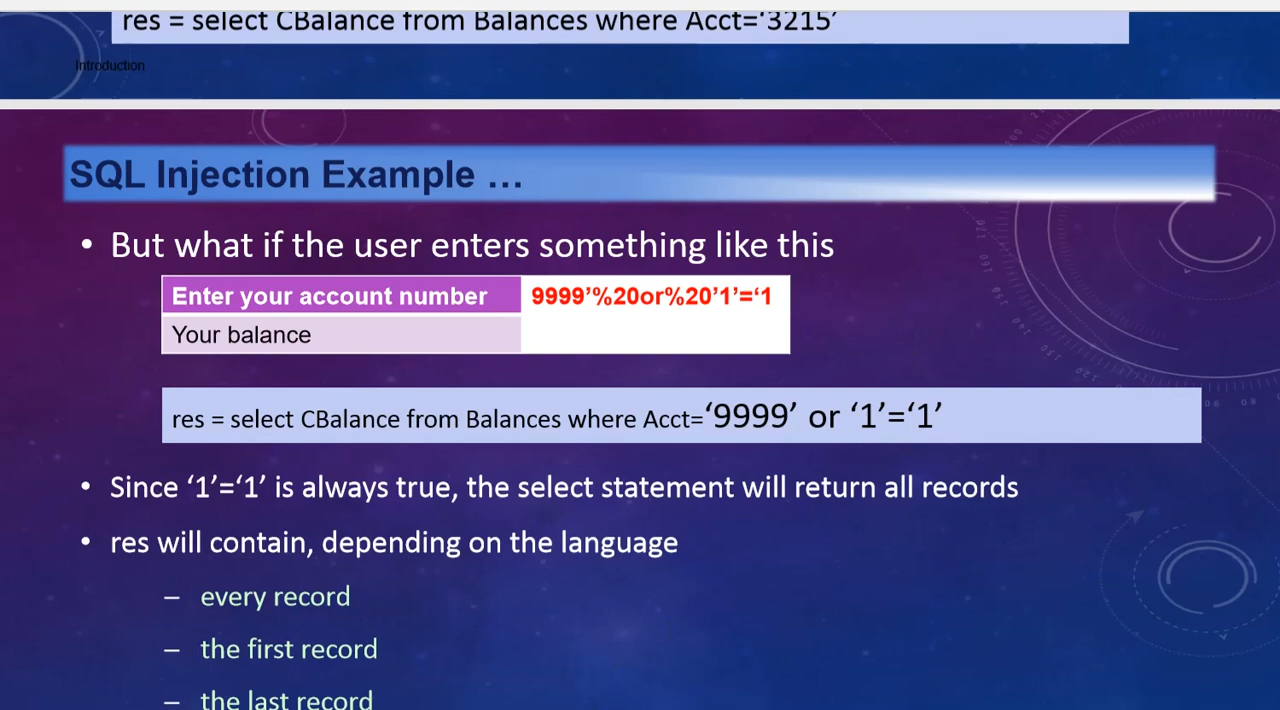 res = select CBalance from Balances where Acct=‘3215’
Introduction
SQL Injection Example …
• But what if the user enters something like this
Enter your account number 9999’%20or%20’1’=‘1
Your balance
res = select CBalance from Balances where Acct=‘9999’ or ‘1’=‘1’
• Since ‘1’=‘1’ is always true, the select statement will return all records
• res will contain, depending on the language
– every record
– the first record
– the last record